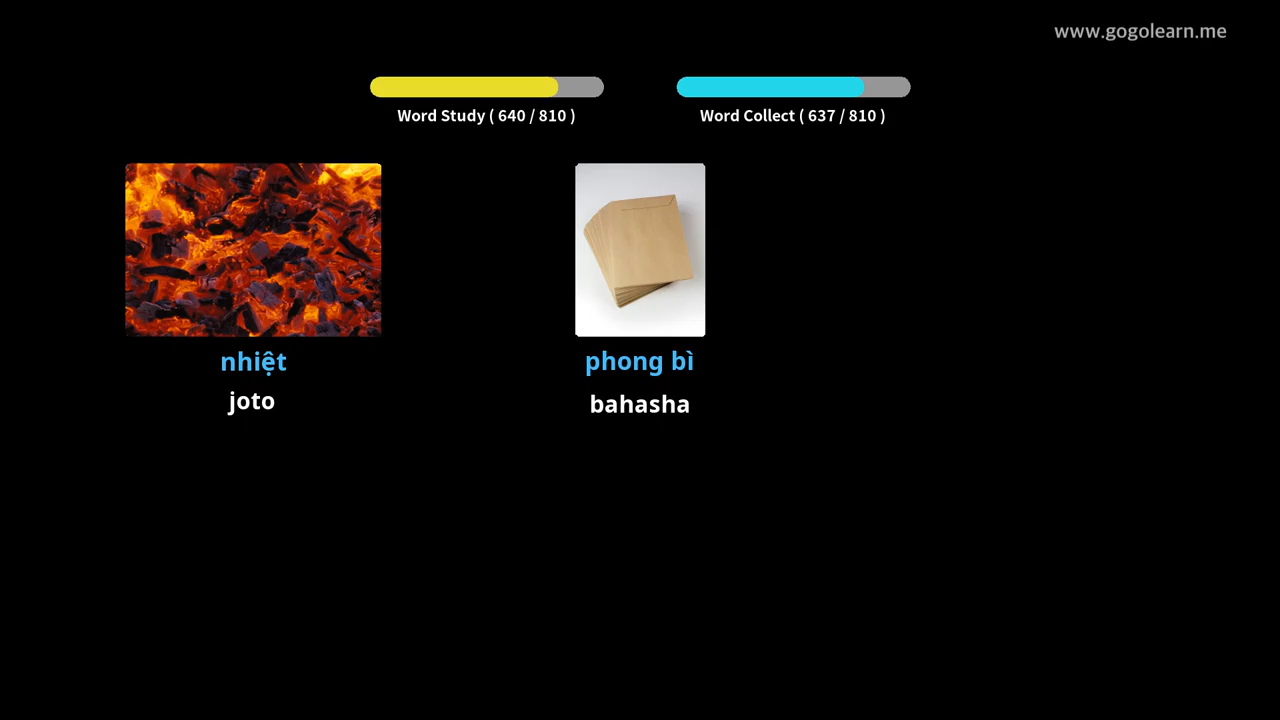 www.gogolearn.me
Word Study ( 640 / 810 )
Word Collect ( 637 / 810 )
nhiệt
joto
phong bì
bahasha